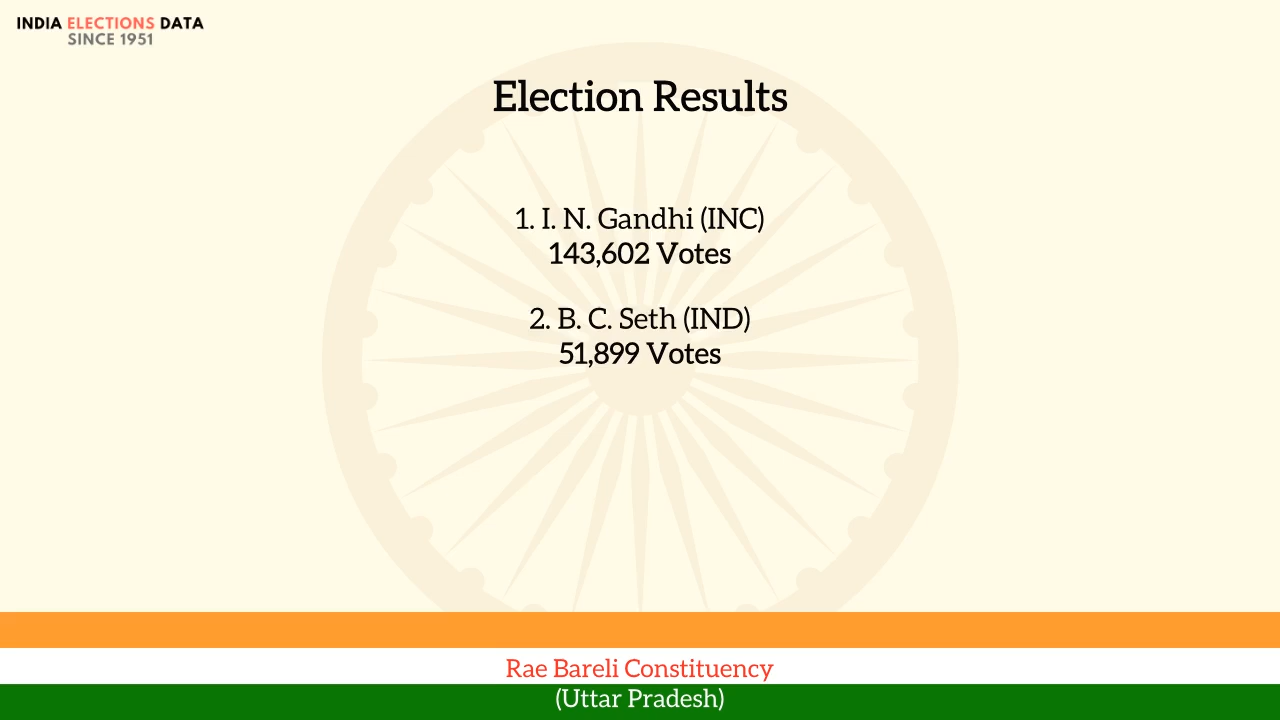 INDIA ELECTIONS DATA
SINCE 1951
Election Results
1. I. N. Gandhi (INC)
143,602 Votes
2. B. C. Seth (IND)
51,899 Votes
Rae Bareli Constituency
(Uttar Pradesh)